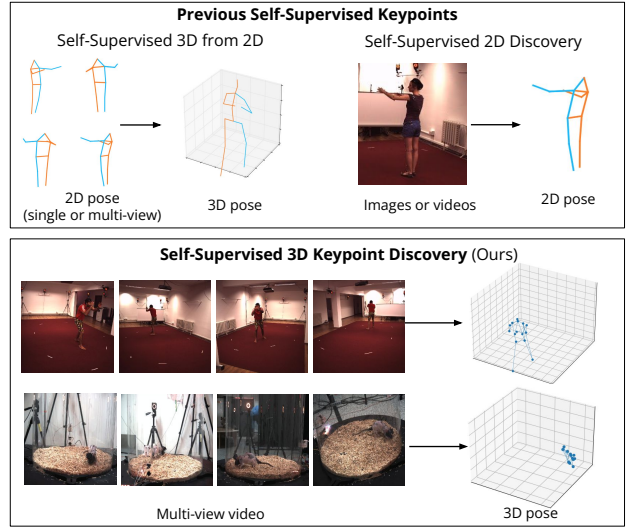 Previous Self-Supervised Keypoints
Self-Supervised 3D from 2D
Self-Supervised 2D Discovery
2D pose
(single or multi-view)
3D pose
Images or videos
2D pose
Self-Supervised 3D Keypoint Discovery (Ours)
Multi-view video
3D pose